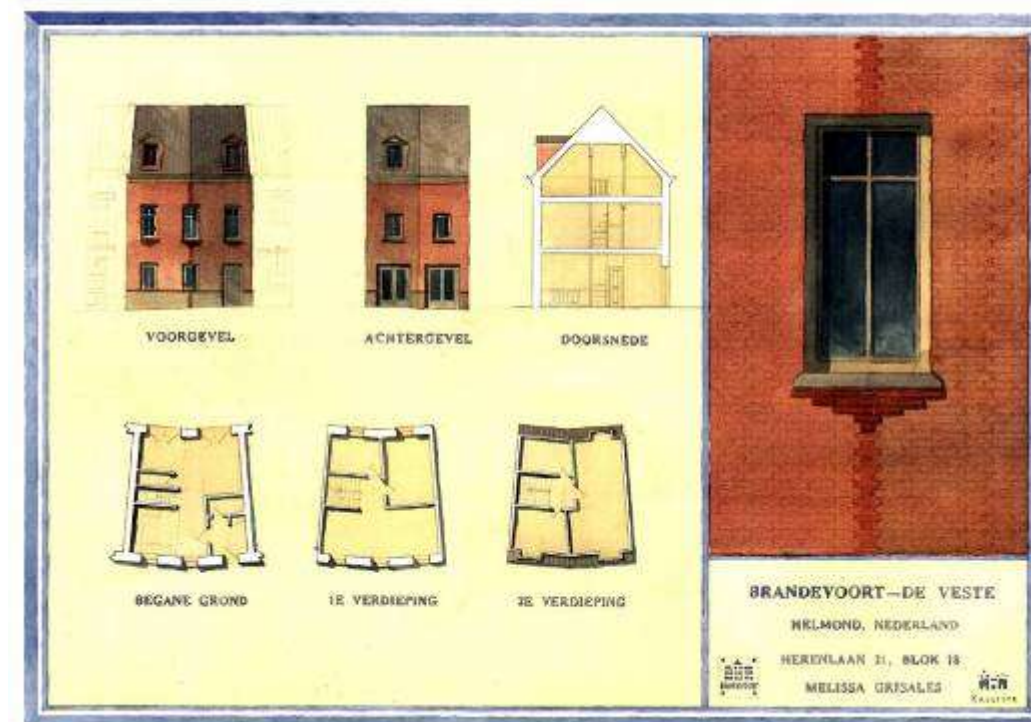 VOORGEVEL
ACHTERGEVEL
DOORSNEDE
BEGANE GROND
1E VERDIEPING
2E VERDIEPING
BRANDEVOORT—DE VESTE
HELMOND, NEDERLAND
HERENLAAN 21, BLOK 18
MELISSA GRISALES